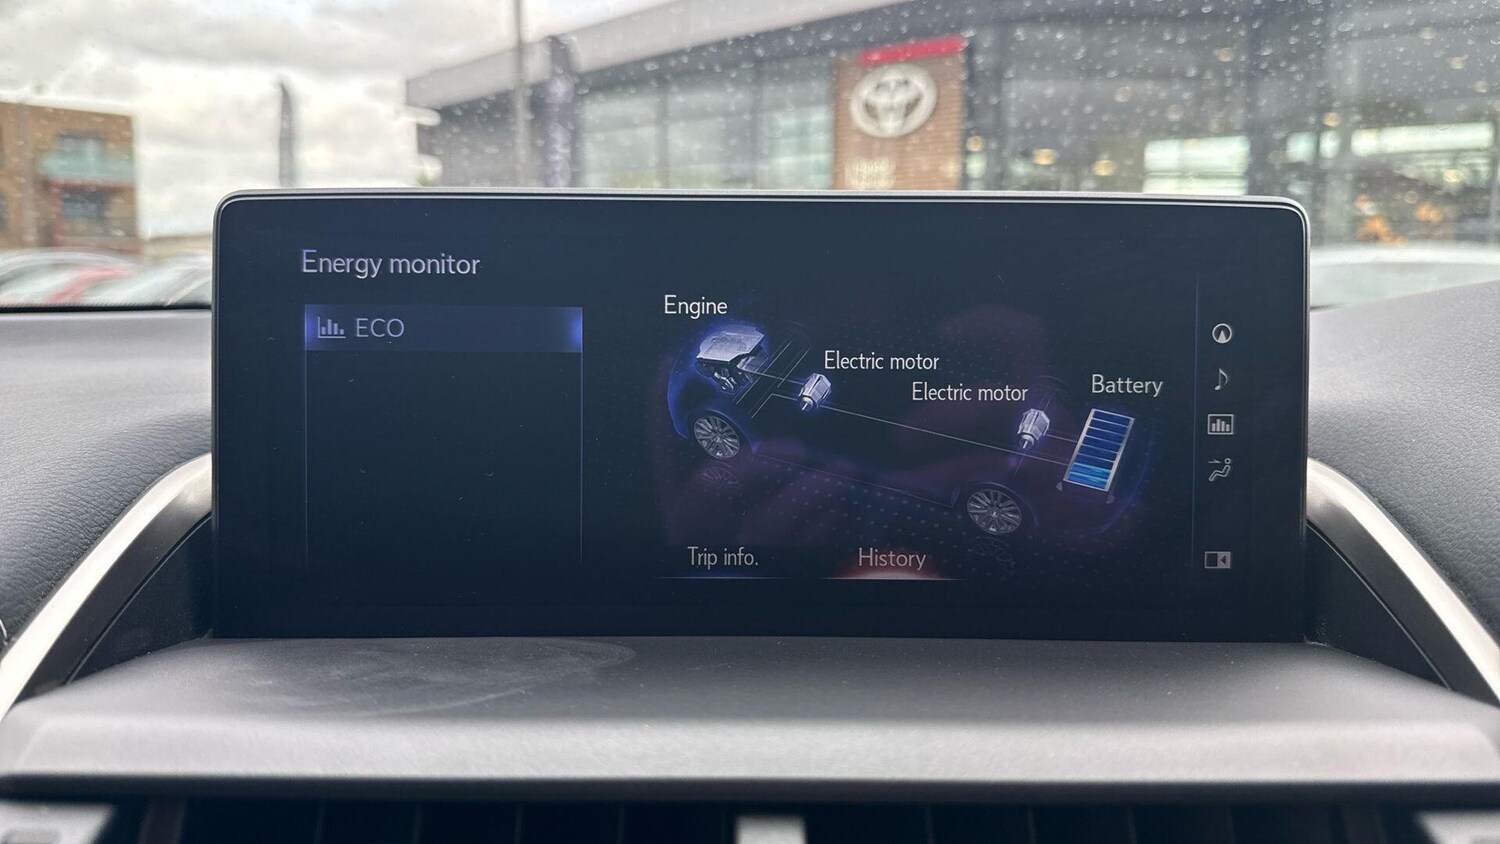 Energy monitor
ECO
Engine
Electric motor
Electric motor
Battery
Trip info.
History